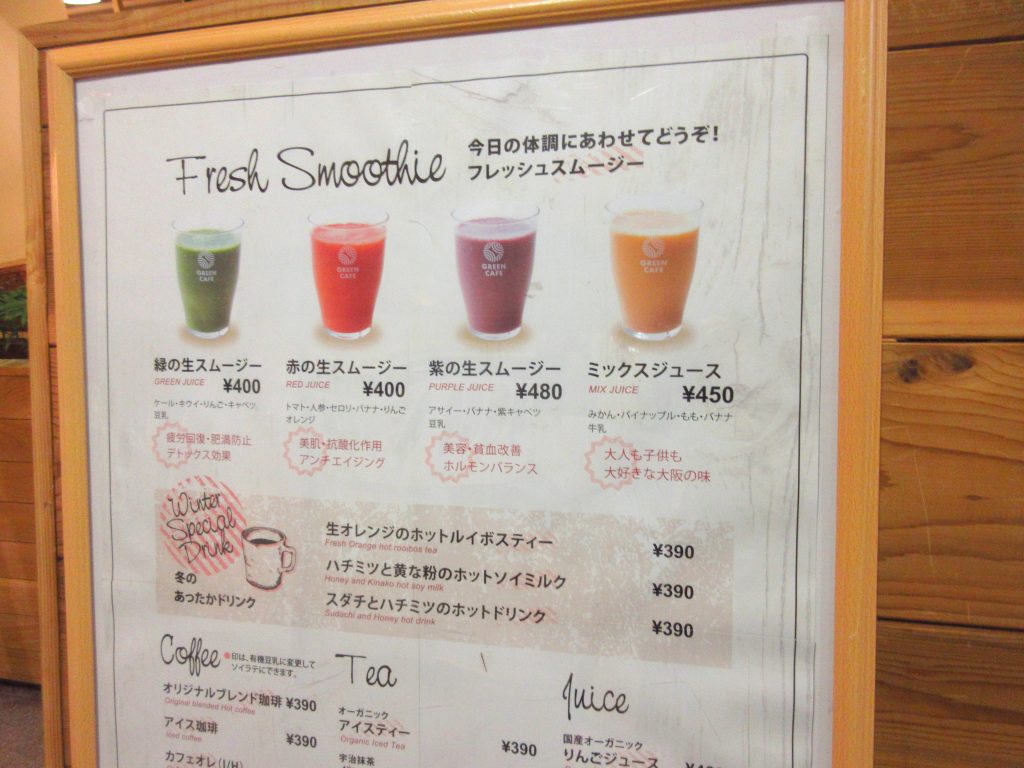 Fresh Smoothie
今日の体調にあわせてどうぞ!
フレッシュスムージー
GREEN CAFE
GREEN CAFE
GREEN CAFE
GREEN CAFE
緑の生スムージー
GREEN JUICE ¥400
ケール・キウイ・りんご・キャベツ
豆乳
疲労回復・肥満防止
デトックス効果
赤の生スムージー
RED JUICE ¥400
トマト・人参・セロリ・バナナ・りんご
オレンジ
美肌・抗酸化作用
アンチエイジング
紫の生スムージー
PURPLE JUICE ¥480
アサイー・バナナ・紫キャベツ
豆乳
美容・貧血改善
ホルモンバランス
ミックスジュース
MIX JUICE ¥450
みかん・パイナップル・もも・バナナ
牛乳
大人も子供も
大好きな大阪の味
Winter
Special
Drink
冬の
あったかドリンク
生オレンジのホットルイボスティー ¥390
Fresh Orange hot rooibos tea
ハチミツと黄な粉のホットソイミルク ¥390
Honey and Kinako hot soy milk
スダチとハチミツのホットドリンク ¥390
Sudachi and Honey hot drink
Coffee
●印は、有機豆乳に変更して
ソイラテにできます。
オリジナルブレンド珈琲 ¥390
Original blended Hot coffee
アイス珈琲 ¥390
Iced coffee
カフェオレ(I/H)
Tea
オーガニック
アイスティー ¥390
Organic Iced Tea
宇治抹茶
Juice
国産オーガニック
りんごジュース